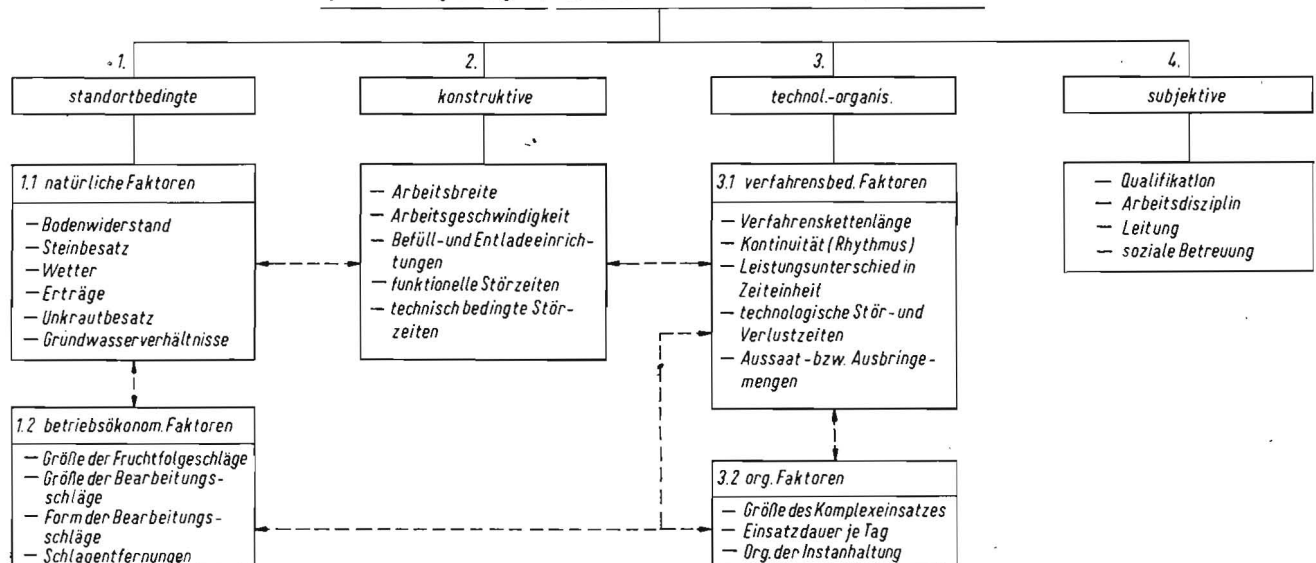 1.
standortbedingte
2.
konstruktive
3.
technol.-organis.
4.
subjektive
1.1 natürliche Faktoren
— Bodenwiderstand
— Steinbesatz
— Wetter
— Erträge
— Unkrautbesatz
— Grundwasserverhältnisse
— Arbeitsbreite
— Arbeitsgeschwindigkeit
— Befüll- und Entladeeinrich-
tungen
— funktionelle Störzeiten
— technisch bedingte Stör-
zeiten
3.1 verfahrensbed. Faktoren
— Verfahrenskettenlänge
— Kontinuität (Rhythmus)
— Leistungsunterschied in
Zeiteinheit
— technologische Stör- und
Verlustzeiten
— Aussaat- bzw. Ausbringe-
mengen
— Qualifikation
— Arbeitsdisziplin
— Leitung
— soziale Betreuung
1.2 betriebsökonom. Faktoren
— Größe der Fruchtfolgeschläge
— Größe der Bearbeitungs-
schläge
— Form der Bearbeitungs-
schläge
— Schlagentfernungen
3.2 org. Faktoren
— Größe des Komplexeinsatzes
— Einsatzdauer je Tag
— Org. der Instanhaltung